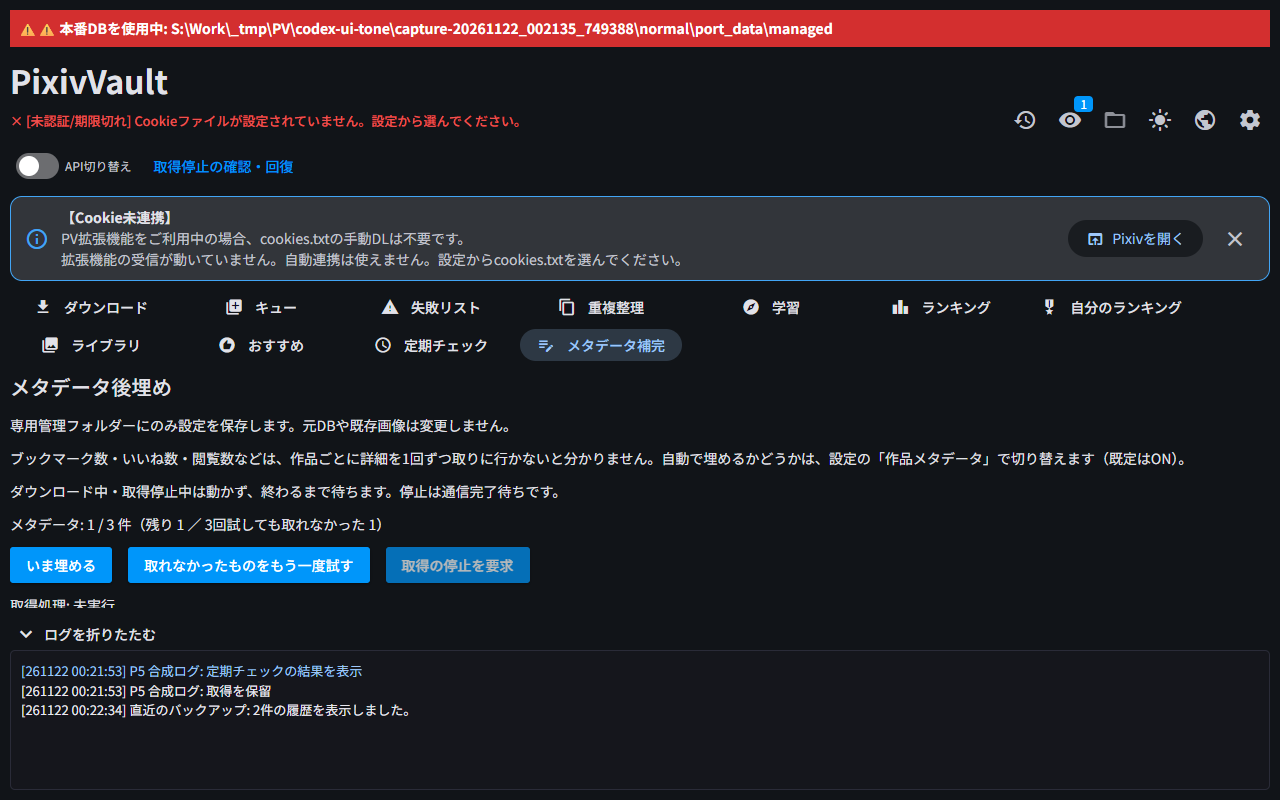 本番DBを使用中: S:\Work\_tmp\PV\codex-ui-tone\capture-20261122_002135_749388\normal\port_data\managed
PixivVault
× [未認証/期限切れ] Cookieファイルが設定されていません。設定から選んでください。
1
API切り替え 取得停止の確認・回復
【Cookie未連携】
PV拡張機能をご利用中の場合、cookies.txtの手動DLは不要です。
拡張機能の受信が動いていません。自動連携は使えません。設定からcookies.txtを選んでください。
Pixivを開く
ダウンロード キュー 失敗リスト 重複整理 学習 ランキング 自分のランキング
ライブラリ おすすめ 定期チェック メタデータ補完
メタデータ後埋め
専用管理フォルダーにのみ設定を保存します。元DBや既存画像は変更しません。
ブックマーク数・いいね数・閲覧数などは、作品ごとに詳細を1回ずつ取りに行かないと分かりません。自動で埋めるかどうかは、設定の「作品メタデータ」で切り替えます（既定はON）。
ダウンロード中・取得停止中は動かず、終わるまで待ちます。停止は通信完了待ちです。
メタデータ: 1 / 3 件（残り 1 ／ 3回試しても取れなかった 1）
いま埋める 取れなかったものをもう一度試す 取得の停止を要求
取得処理: 未実行
ログを折りたたむ
[261122 00:21:53] P5 合成ログ: 定期チェックの結果を表示
[261122 00:21:53] P5 合成ログ: 取得を保留
[261122 00:22:34] 直近のバックアップ: 2件の履歴を表示しました。